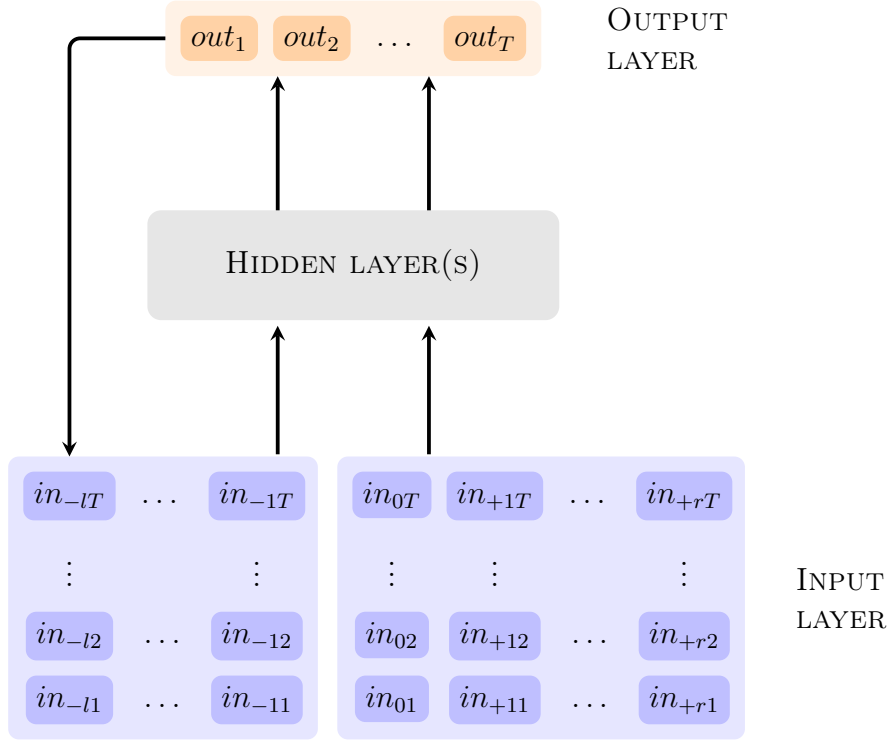 out₁ out₂ … out_T
OUTPUT
LAYER
HIDDEN LAYER(S)
in₋lT … in₋1T in₀T in₊1T … in₊rT
⋮ ⋮ ⋮ ⋮ ⋮
INPUT
LAYER
in₋l2 … in₋12 in₀2 in₊12 … in₊r2
in₋l1 … in₋11 in₀1 in₊11 … in₊r1